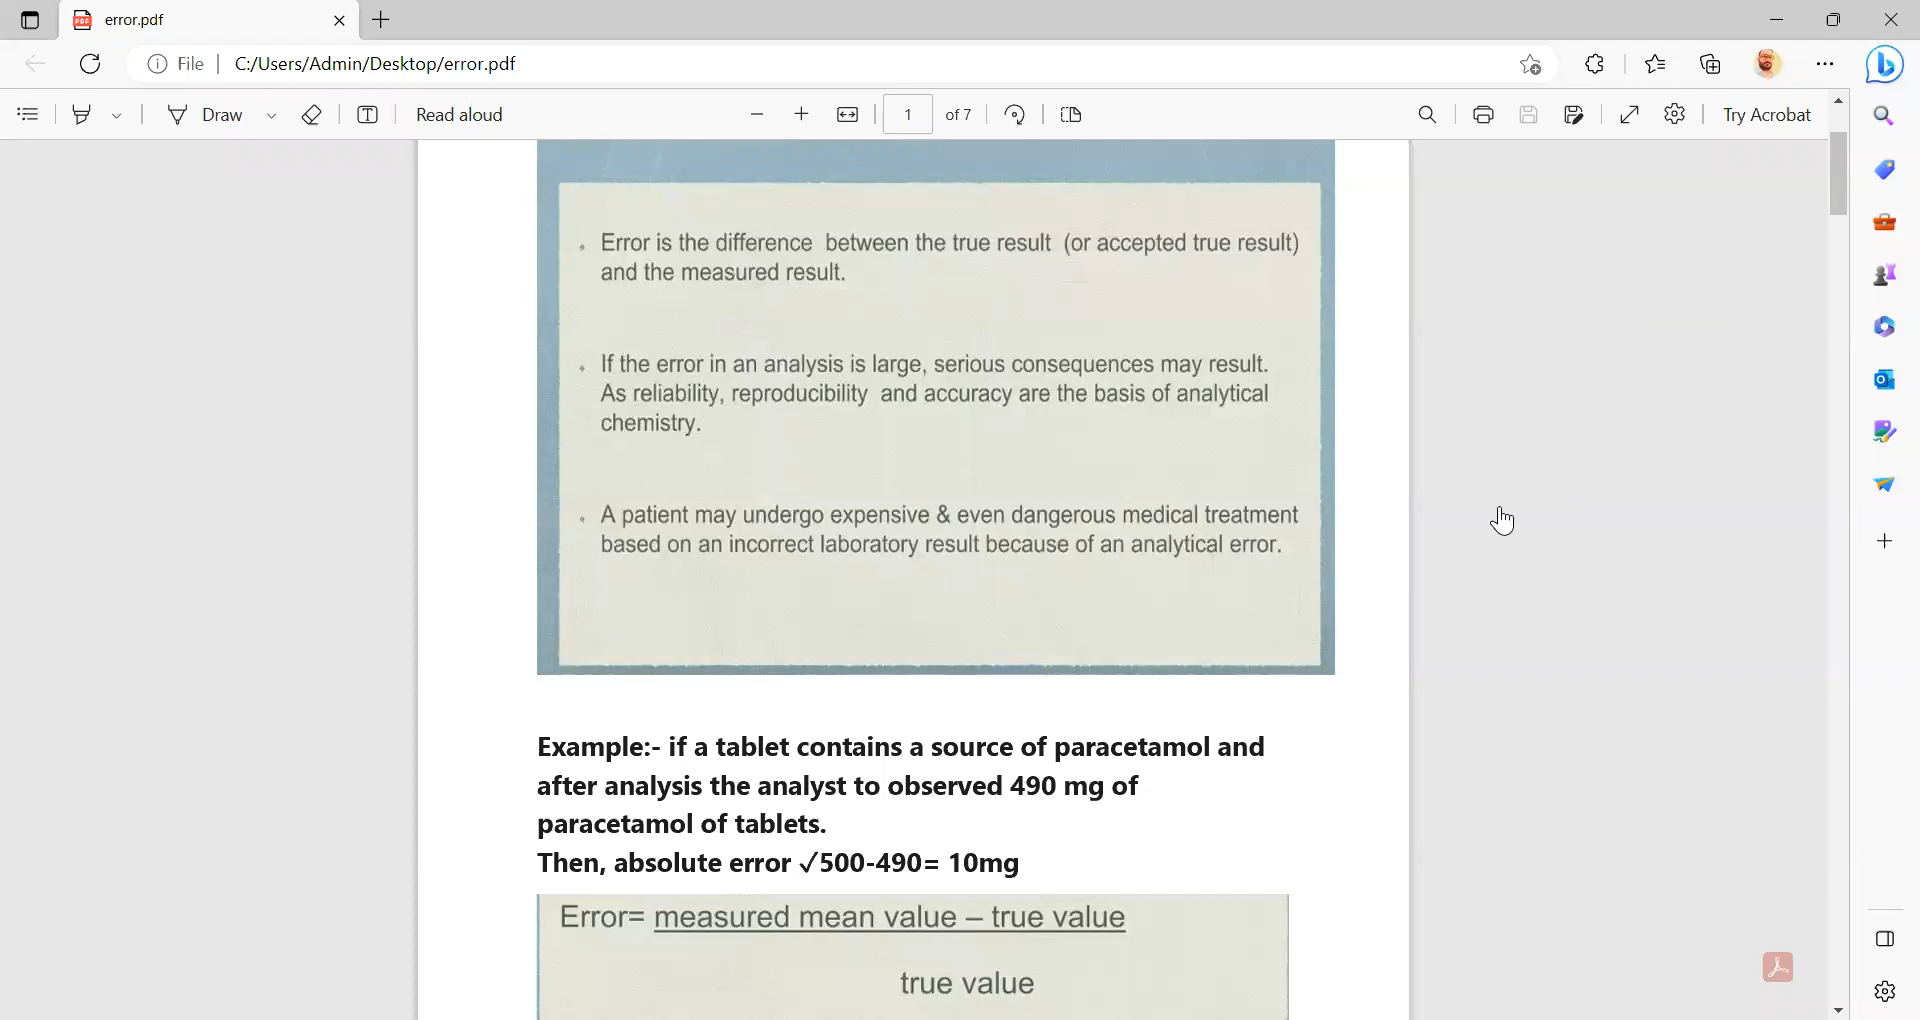 error.pdf
File
C:/Users/Admin/Desktop/error.pdf
Draw
Read aloud
1
of 7
Try Acrobat
• Error is the difference between the true result (or accepted true result)
and the measured result.
• If the error in an analysis is large, serious consequences may result.
As reliability, reproducibility and accuracy are the basis of analytical
chemistry.
• A patient may undergo expensive & even dangerous medical treatment
based on an incorrect laboratory result because of an analytical error.
Example:- if a tablet contains a source of paracetamol and
after analysis the analyst to observed 490 mg of
paracetamol of tablets.
Then, absolute error √500-490= 10mg
Error= measured mean value – true value
true value